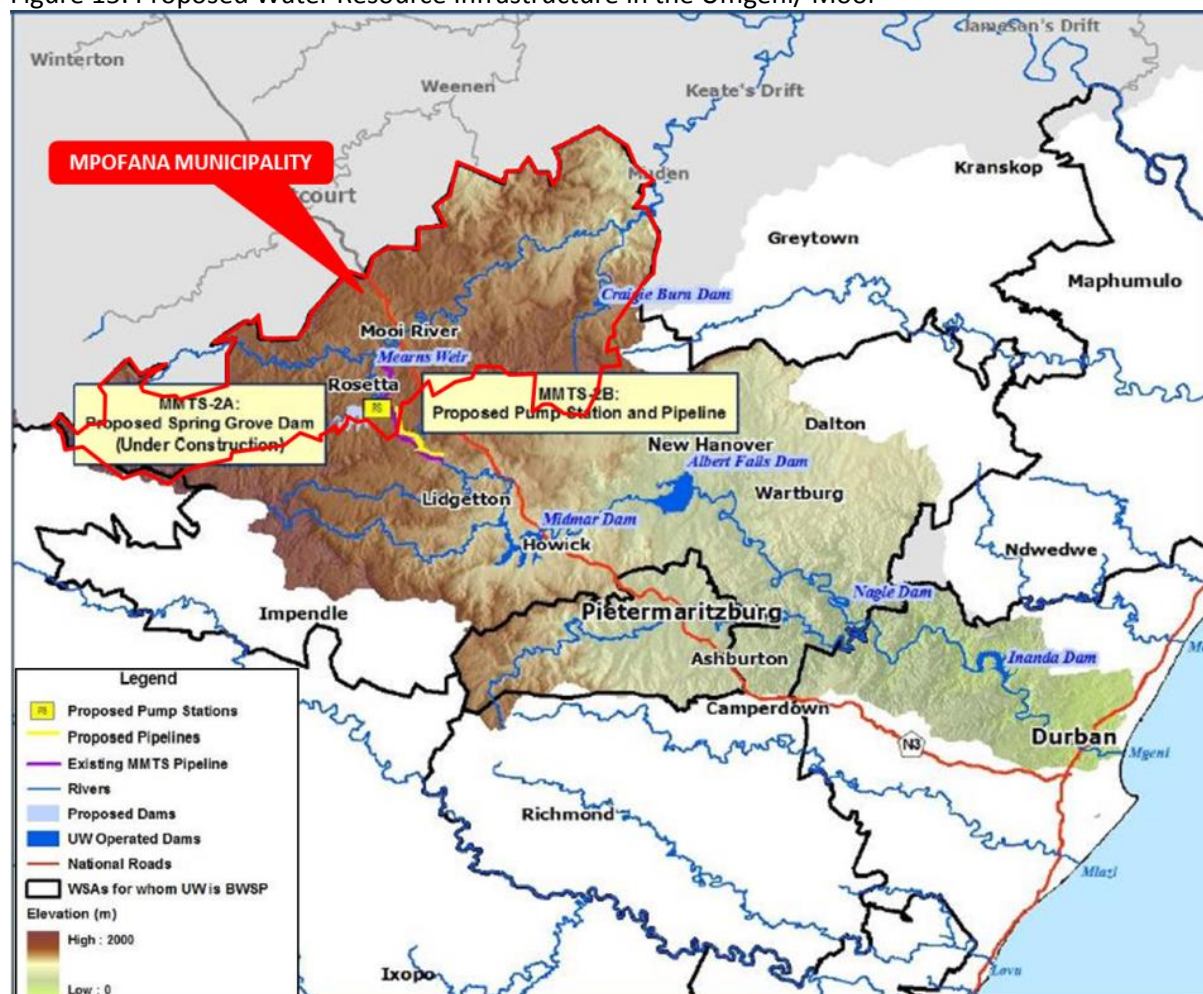 Figure 13: Proposed Water Resource Infrastructure in the Umgeni/ Mooi
Jameson's Drift
Winterton
Weenen
Keate's Drift
MPOFANA MUNICIPALITY
court
Muden
Kranskop
Greytown
Maphumulo
Craigie Burn Dam
Mooi River
Mearns Weir
Rosetta
MMTS-2A:
Proposed Spring Grove Dam
(Under Construction)
PS
MMTS-2B:
Proposed Pump Station and Pipeline
Dalton
New Hanover
Albert Falls Dam
Wartburg
Lidgetton
Midmar Dam
Howick
Ndwedwe
Nagle Dam
Impendle
Pietermaritzburg
Ashburton
Inanda Dam
Camperdown
Durban
Mgeni
N3
Richmond
Mlazi
Lovu
Ixopo
Legend
PS Proposed Pump Stations
Proposed Pipelines
Existing MMTS Pipeline
Rivers
Proposed Dams
UW Operated Dams
National Roads
WSAs for whom UW is BWSP
Elevation (m)
High : 2000
Low : 0